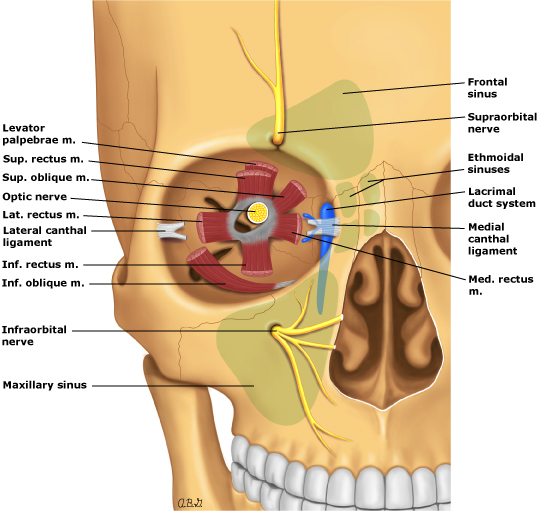 Levator
palpebrae m.
Sup. rectus m.
Sup. oblique m.
Optic nerve
Lat. rectus m.
Lateral canthal
ligament
Inf. rectus m.
Inf. oblique m.
Infraorbital
nerve
Maxillary sinus
Frontal
sinus
Supraorbital
nerve
Ethmoidal
sinuses
Lacrimal
duct system
Medial
canthal
ligament
Med. rectus
m.